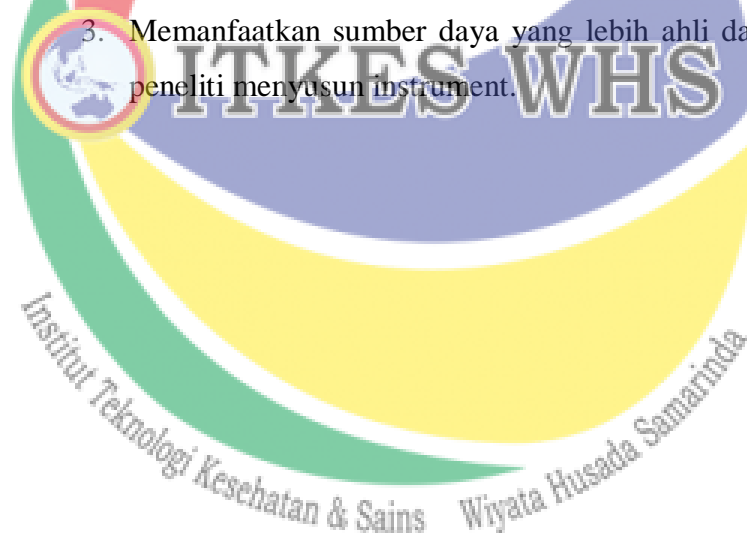 3. Memanfaatkan sumber daya yang lebih ahli da
peneliti menyusun instrument.
ITKES WHS
Institut Teknologi Kesehatan & Sains Wiyata Husada Samarinda